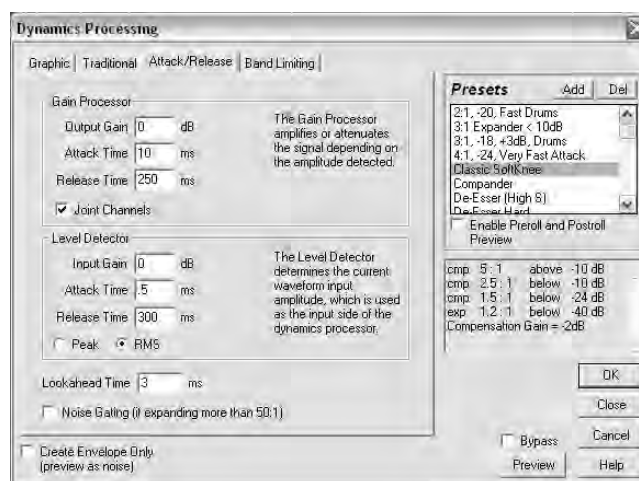 Dynamics Processing
Graphic Traditional Attack/Release Band Limiting
Gain Processor
Output Gain 0 dB
Attack Time 10 ms
Release Time 250 ms
Joint Channels
The Gain Processor
amplifies or attenuates
the signal depending on
the amplitude detected.
Level Detector
Input Gain 0 dB
Attack Time .5 ms
Release Time 300 ms
Peak RMS
The Level Detector
determines the current
waveform input
amplitude, which is used
as the input side of the
dynamics processor.
Lookahead Time 3 ms
Noise Gating (if expanding more than 50:1)
Create Envelope Only
(preview as noise)
Presets Add Del
2:1, -20, Fast Drums
3:1 Expander < 10dB
3:1, -18, +3dB, Drums
4:1, -24, Very Fast Attack
Classic SoftKnee
Compander
De-Esser (High S)
De-Esser Hard
Enable Preroll and Postroll
Preview
cmp 5 : 1 above -10 dB
cmp 2.5 : 1 below -10 dB
cmp 1.5 : 1 below -24 dB
exp 1.2 : 1 below -40 dB
Compensation Gain = -2dB
OK
Close
Bypass Cancel
Preview Help